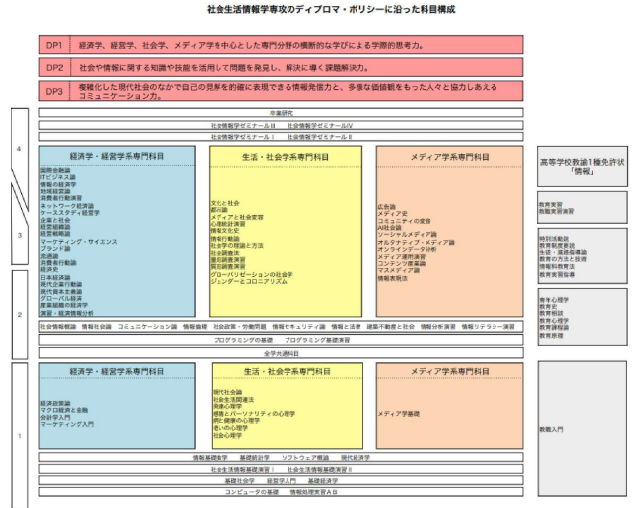 社会生活情報学専攻のディプロマ・ポリシーに沿った科目構成
DP1 経済学、経営学、社会学、メディア学を中心とした専門分野の横断的な学びによる学際的思考力。
DP2 社会や情報に関する知識や技能を活用して問題を発見し、解決に導く課題解決力。
DP3 複雑化した現代社会のなかで自己の見解を的確に表現できる情報発信力と、多様な価値観をもった人々と協力しあえる
コミュニケーション力。
卒業研究
社会情報学ゼミナールⅢ 社会情報学ゼミナールⅣ
社会情報学ゼミナールⅠ 社会情報学ゼミナールⅡ
4
3
2
1
経済学・経営学系専門科目
国際金融論
ITビジネス論
情報の経済学
地域経営論
消費者行動演習
ネットワーク経済論
ケーススタディ経営学
企業と社会
経営組織論
経営戦略論
マーケティング・サイエンス
ブランド論
流通論
消費者行動論
経済史
日本経済論
現代企業行動論
現代資本主義論
グローバル経済
産業組織の経済学
演習・経済情報分析
生活・社会学系専門科目
文化と社会
都市論
メディアと社会変容
心理統計演習
情報文化史
情報行動論
社会学の理論と方法
社会調査法
量的調査演習
質的調査演習
グローバリゼーションの社会学
ジェンダーとコロニアリズム
メディア学系専門科目
広告論
メディア史
コミュニティの変容
AI社会論
ソーシャルメディア論
オルタナティブ・メディア論
オンラインデータ分析
メディア運用演習
コンテンツ産業論
マスメディア論
情報表現法
高等学校教諭1種免許状
「情報」
教育実習
教職実践演習
特別活動論
教育制度要説
生徒・進路指導論
教育の方法と技術
情報科教育法
教育実習指導
青年心理学
教育史
教育相談
教育心理学
教育課程論
教育原理
社会情報概論 情報社会論 コミュニケーション論 情報倫理 社会政策・労働問題 情報セキュリティ論 情報と法律 建築不動産と社会 情報分析演習 情報リテラシー演習
プログラミングの基礎 プログラミング基礎演習
全学共通科目
経済学・経営学系専門科目
経済政策論
マクロ経済と金融
会計学入門
マーケティング入門
生活・社会学系専門科目
現代社会論
社会生活関連法
発達心理学
感情とパーソナリティの心理学
病と健康の心理学
老いの心理学
社会心理学
メディア学系専門科目
メディア学基礎
教職入門
情報基礎数学 基礎統計学 ソフトウェア概論 現代経済学
社会生活情報基礎演習Ⅰ 社会生活情報基礎演習Ⅱ
基礎社会学 経営学入門 基礎経済学
コンピュータの基礎 情報処理実習AB